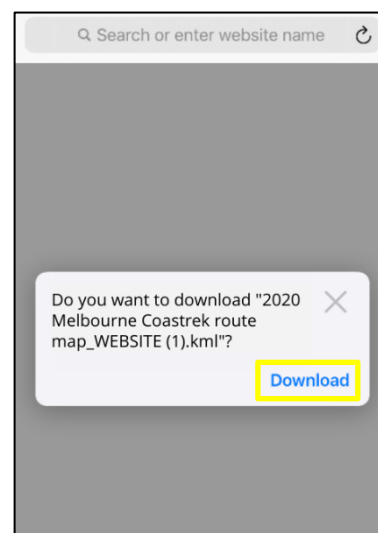 Search or enter website name
Do you want to download "2020
Melbourne Coastrek route
map_WEBSITE (1).kml"?
Download